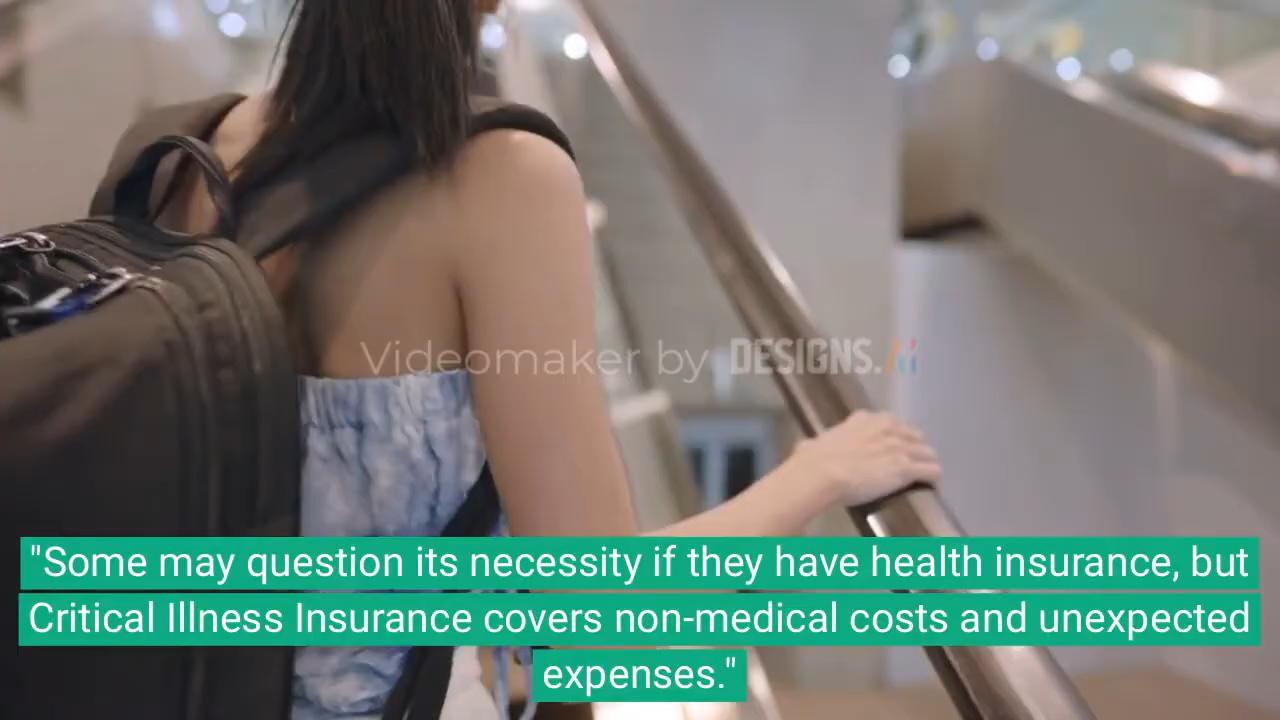 Videomaker by DESIGNS.AI
"Some may question its necessity if they have health insurance, but
Critical Illness Insurance covers non-medical costs and unexpected
expenses."